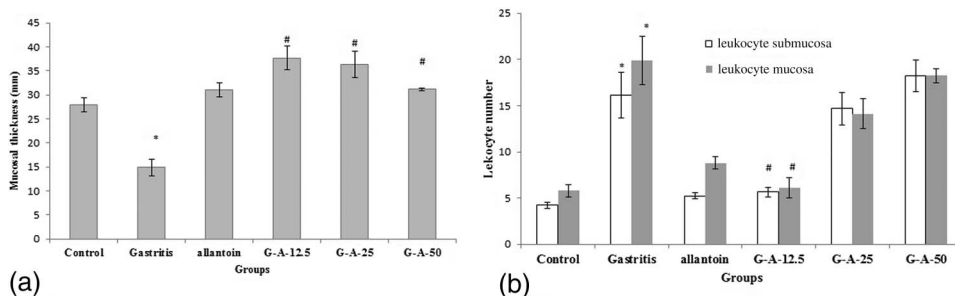 45
40
35
30
25
20
15
10
5
0
Mucosal thickness (mm)
*
#
#
#
Control Gastritis allantoin G-A-12.5 G-A-25 G-A-50
Groups
(a)
25
20
15
10
5
0
Lekocyte number
leukocyte submucosa
leukocyte mucosa
*
*
#
#
Control Gastritis allantoin G-A-12.5 G-A-25 G-A-50
Groups
(b)